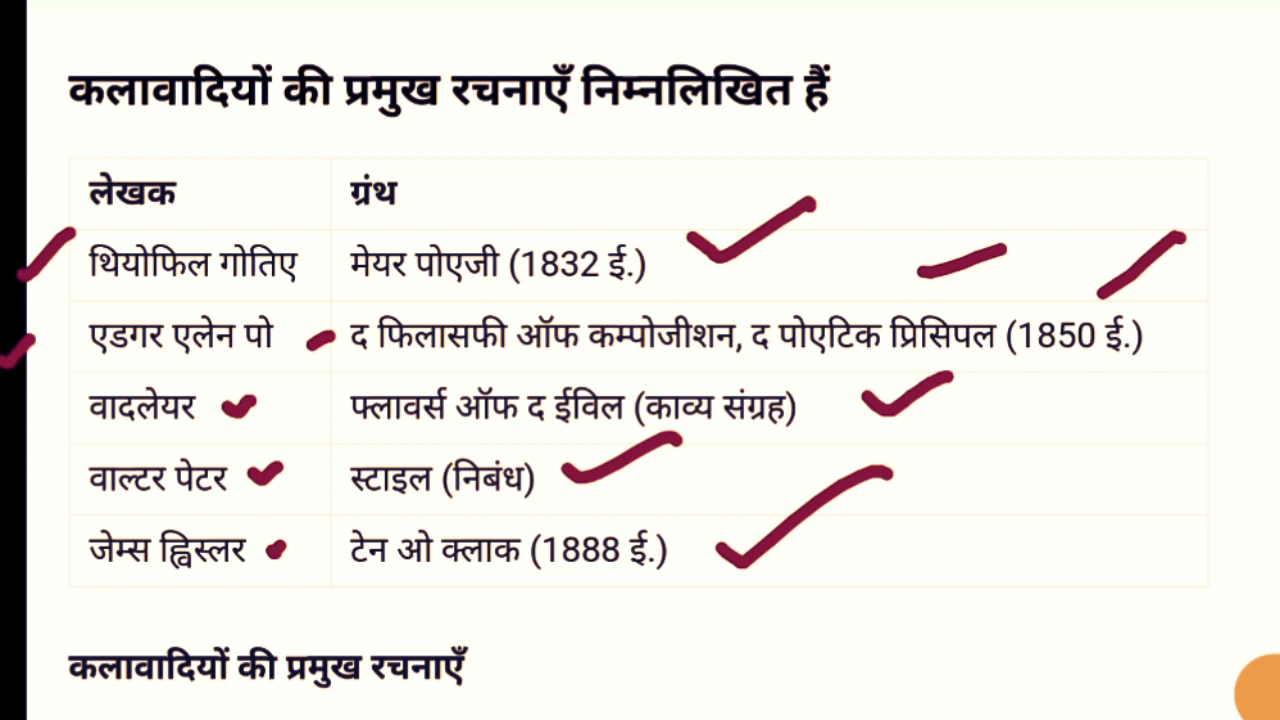 कलावादियों की प्रमुख रचनाएँ निम्नलिखित हैं
लेखक ग्रंथ
थियोफिल गोतिए मेयर पोएजी (1832 ई.)
एडगर एलेन पो द फिलासफी ऑफ कम्पोजीशन, द पोएटिक प्रिसिपल (1850 ई.)
वादलेयर फ्लावर्स ऑफ द ईविल (काव्य संग्रह)
वाल्टर पेटर स्टाइल (निबंध)
जेम्स ह्विस्लर टेन ओ क्लाक (1888 ई.)
कलावादियों की प्रमुख रचनाएँ